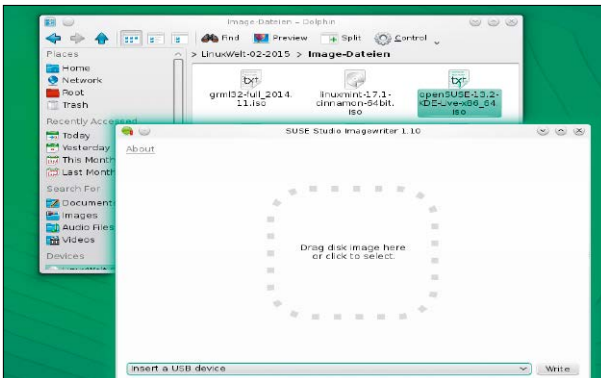 Image-Dateien – Dolphin
Find Preview Split Control
Places
> LinuxWelt-02-2015 > Image-Dateien
Home
Network
Root
Trash
grml32-full_2014.
11.iso
linuxmint-17.1-
cinnamon-64bit.
iso
openSUSE-13.2-
KDE-Live-x86_64.
iso
Recently Accessed
Today
Yesterday
This Month
Last Month
Search For
Document
Images
Audio Files
Videos
Devices
SUSE Studio Imagewriter 1.10
About
Drag disk image here
or click to select.
Insert a USB device
Write